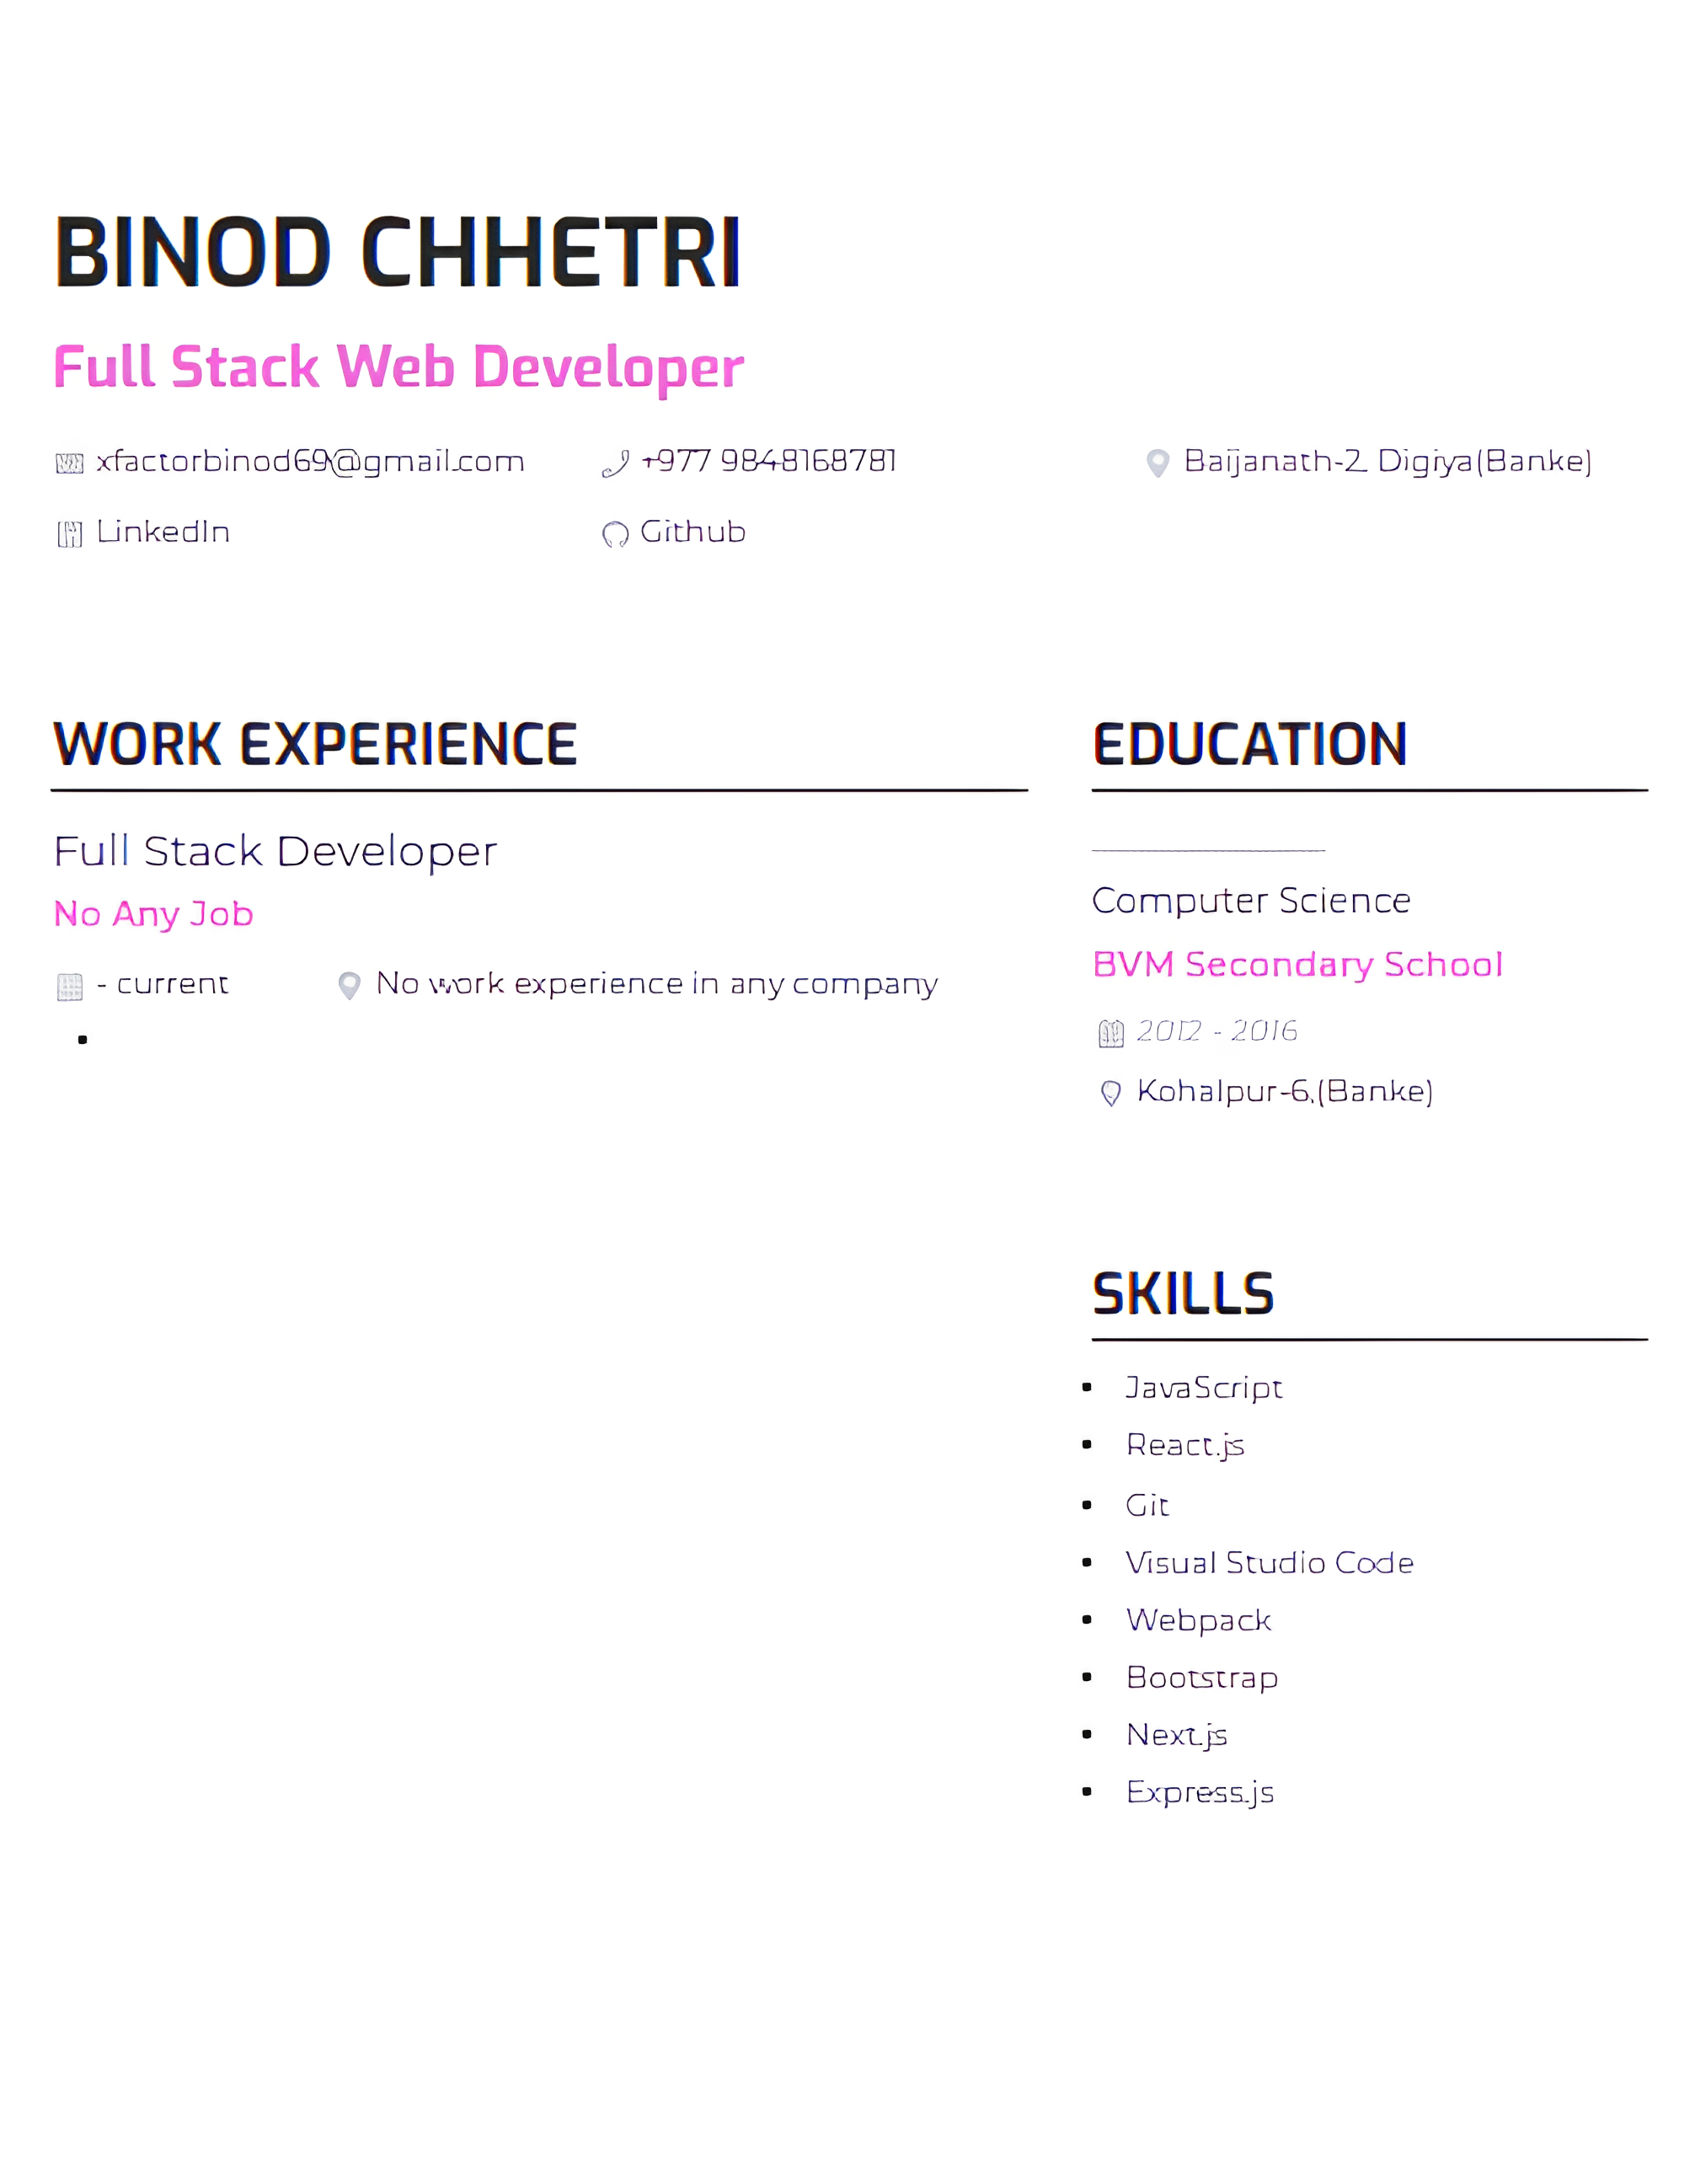 BINOD CHHETRI
Full Stack Web Developer
xfactorbinod69@gmail.com +977 9848168781 Baijanath-2 Digiya(Banke)
LinkedIn Github
WORK EXPERIENCE
Full Stack Developer
No Any Job
- current No work experience in any company
EDUCATION
Computer Science
BVM Secondary School
2012 - 2016
Kohalpur-6,(Banke)
SKILLS
• JavaScript
• React.js
• Git
• Visual Studio Code
• Webpack
• Bootstrap
• Next.js
• Express.js